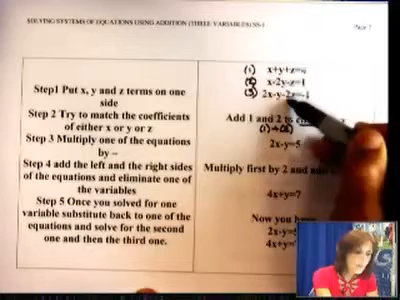 SOLVING SYSTEMS OF EQUATIONS USING ADDITION (THREE VARIABLES) SS-1
Page 7
Step1 Put x, y and z terms on one
side
Step 2 Try to match the coefficients
of either x or y or z
Step 3 Multiply one of the equations
by –
Step 4 add the left and the right sides
of the equations and eliminate one of
the variables
Step 5 Once you solved for one
variable substitute back to one of the
equations and solve for the second
one and then the third one.
(1) x+y+z=
(2) x-2y-z=1
(3) 2x-y-2z=-1
Add 1 and 2 to
(1)+(2)
2x-y=5
Multiply first by 2 and
4x+y=7
Now you
2x-y=
4x+y=